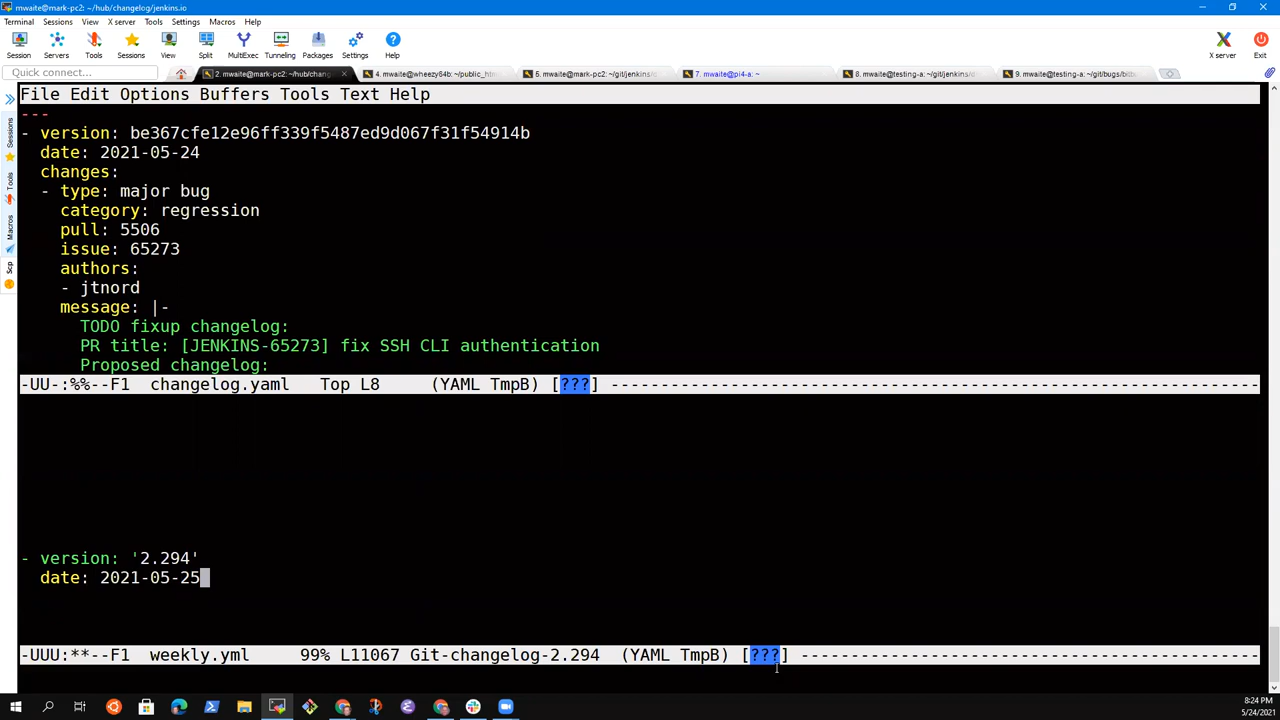 mwaite@mark-pc2: ~/hub/changelog/jenkins.io
Terminal Sessions View X server Tools Settings Macros Help
Session Servers Tools Sessions View Split MultiExec Tunneling Packages Settings Help X server Exit
Quick connect... 2. mwaite@mark-pc2: ~/hub/chang 4. mwaite@wheezy64b: ~/public_htm 5. mwaite@mark-pc2: ~/git/jenkins/ 7. mwaite@pi4-a: ~ 8. mwaite@testing-a: ~/git/jenkins/ 9. mwaite@testing-a: ~/git/bugs/
File Edit Options Buffers Tools Text Help
---
- version: be367cfe12e96ff339f5487ed9d067f31f54914b
date: 2021-05-24
changes:
- type: major bug
category: regression
pull: 5506
issue: 65273
authors:
- jtnord
message: |-
TODO fixup changelog:
PR title: [JENKINS-65273] fix SSH CLI authentication
Proposed changelog:
-UU-:%%--F1 changelog.yaml Top L8 (YAML TmpB) [???] ----------------------------------------------------------------
- version: '2.294'
date: 2021-05-25
-UUU:**--F1 weekly.yml 99% L11067 Git-changelog-2.294 (YAML TmpB) [???] ----------------------------------------------
Sessions
Tools
Macros
Scp
8:24 PM
5/24/2021